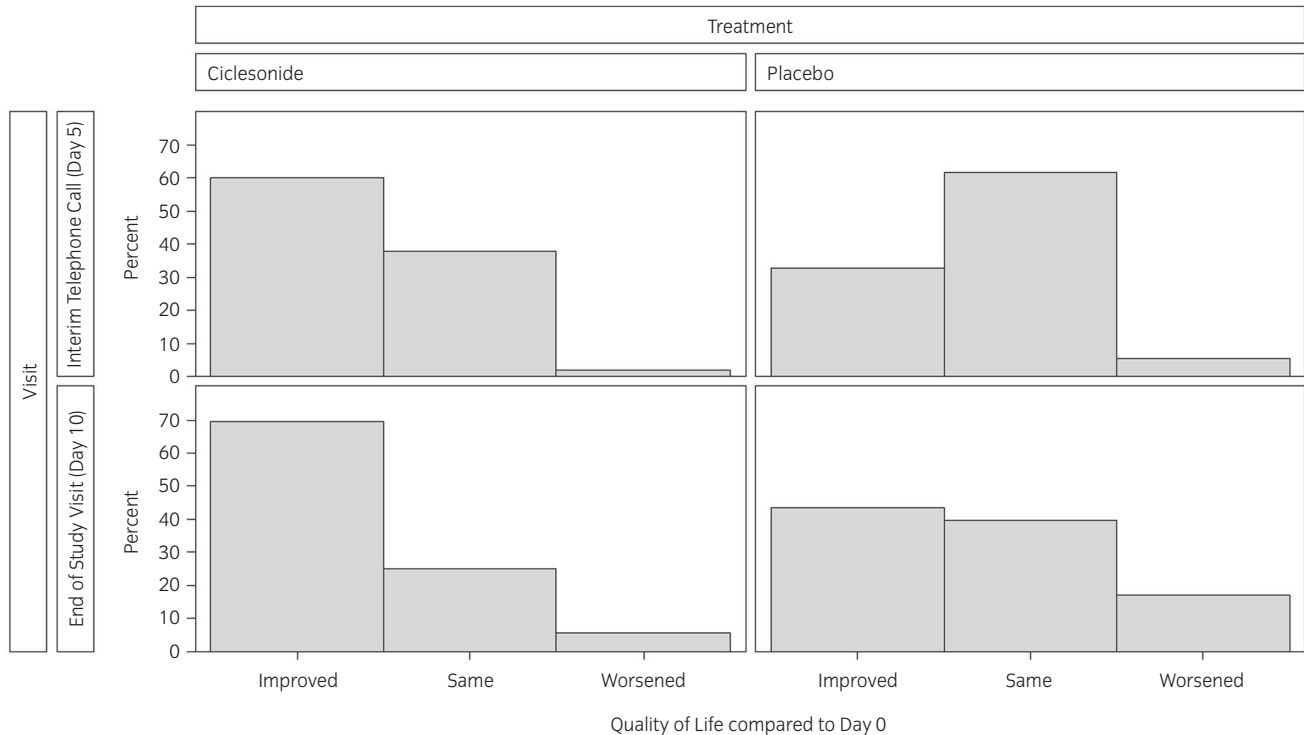 Treatment
Ciclesonide
Placebo
Visit
Interim Telephone Call (Day 5)
Percent
70
60
50
40
30
20
10
0
End of Study Visit (Day 10)
Percent
70
60
50
40
30
20
10
0
Improved Same Worsened Improved Same Worsened
Quality of Life compared to Day 0